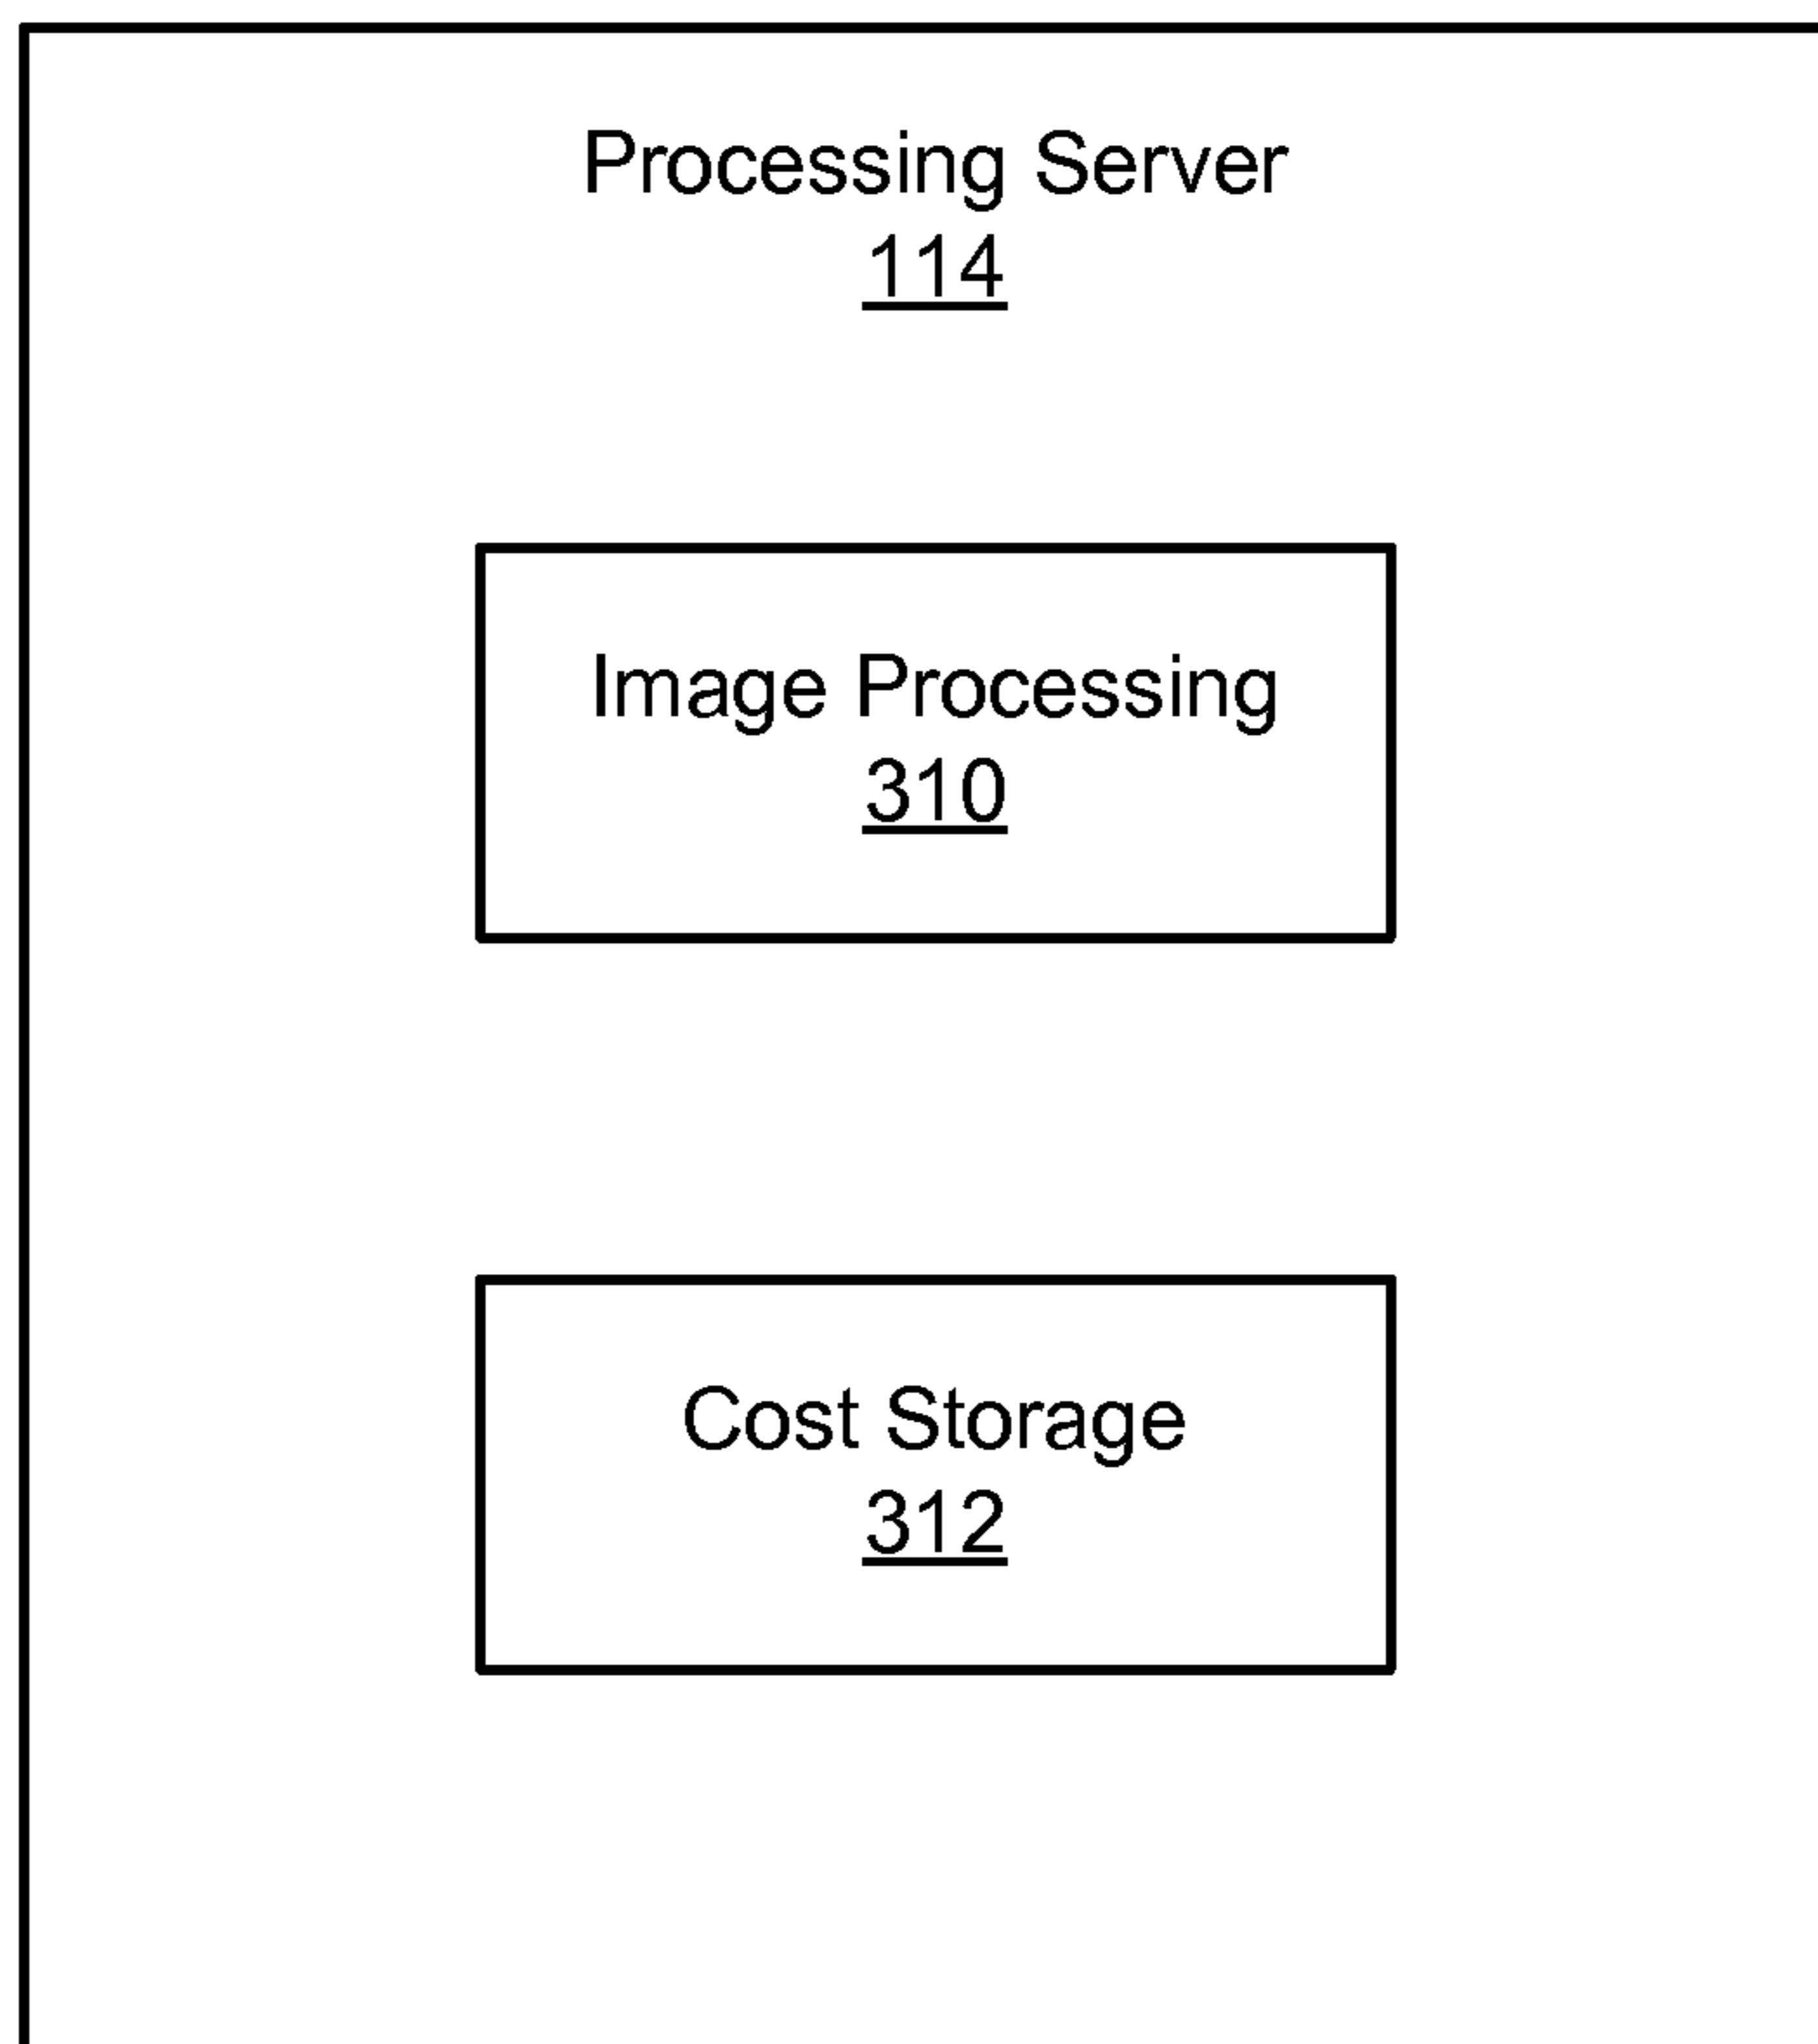 Processing Server
114
Image Processing
310
Cost Storage
312